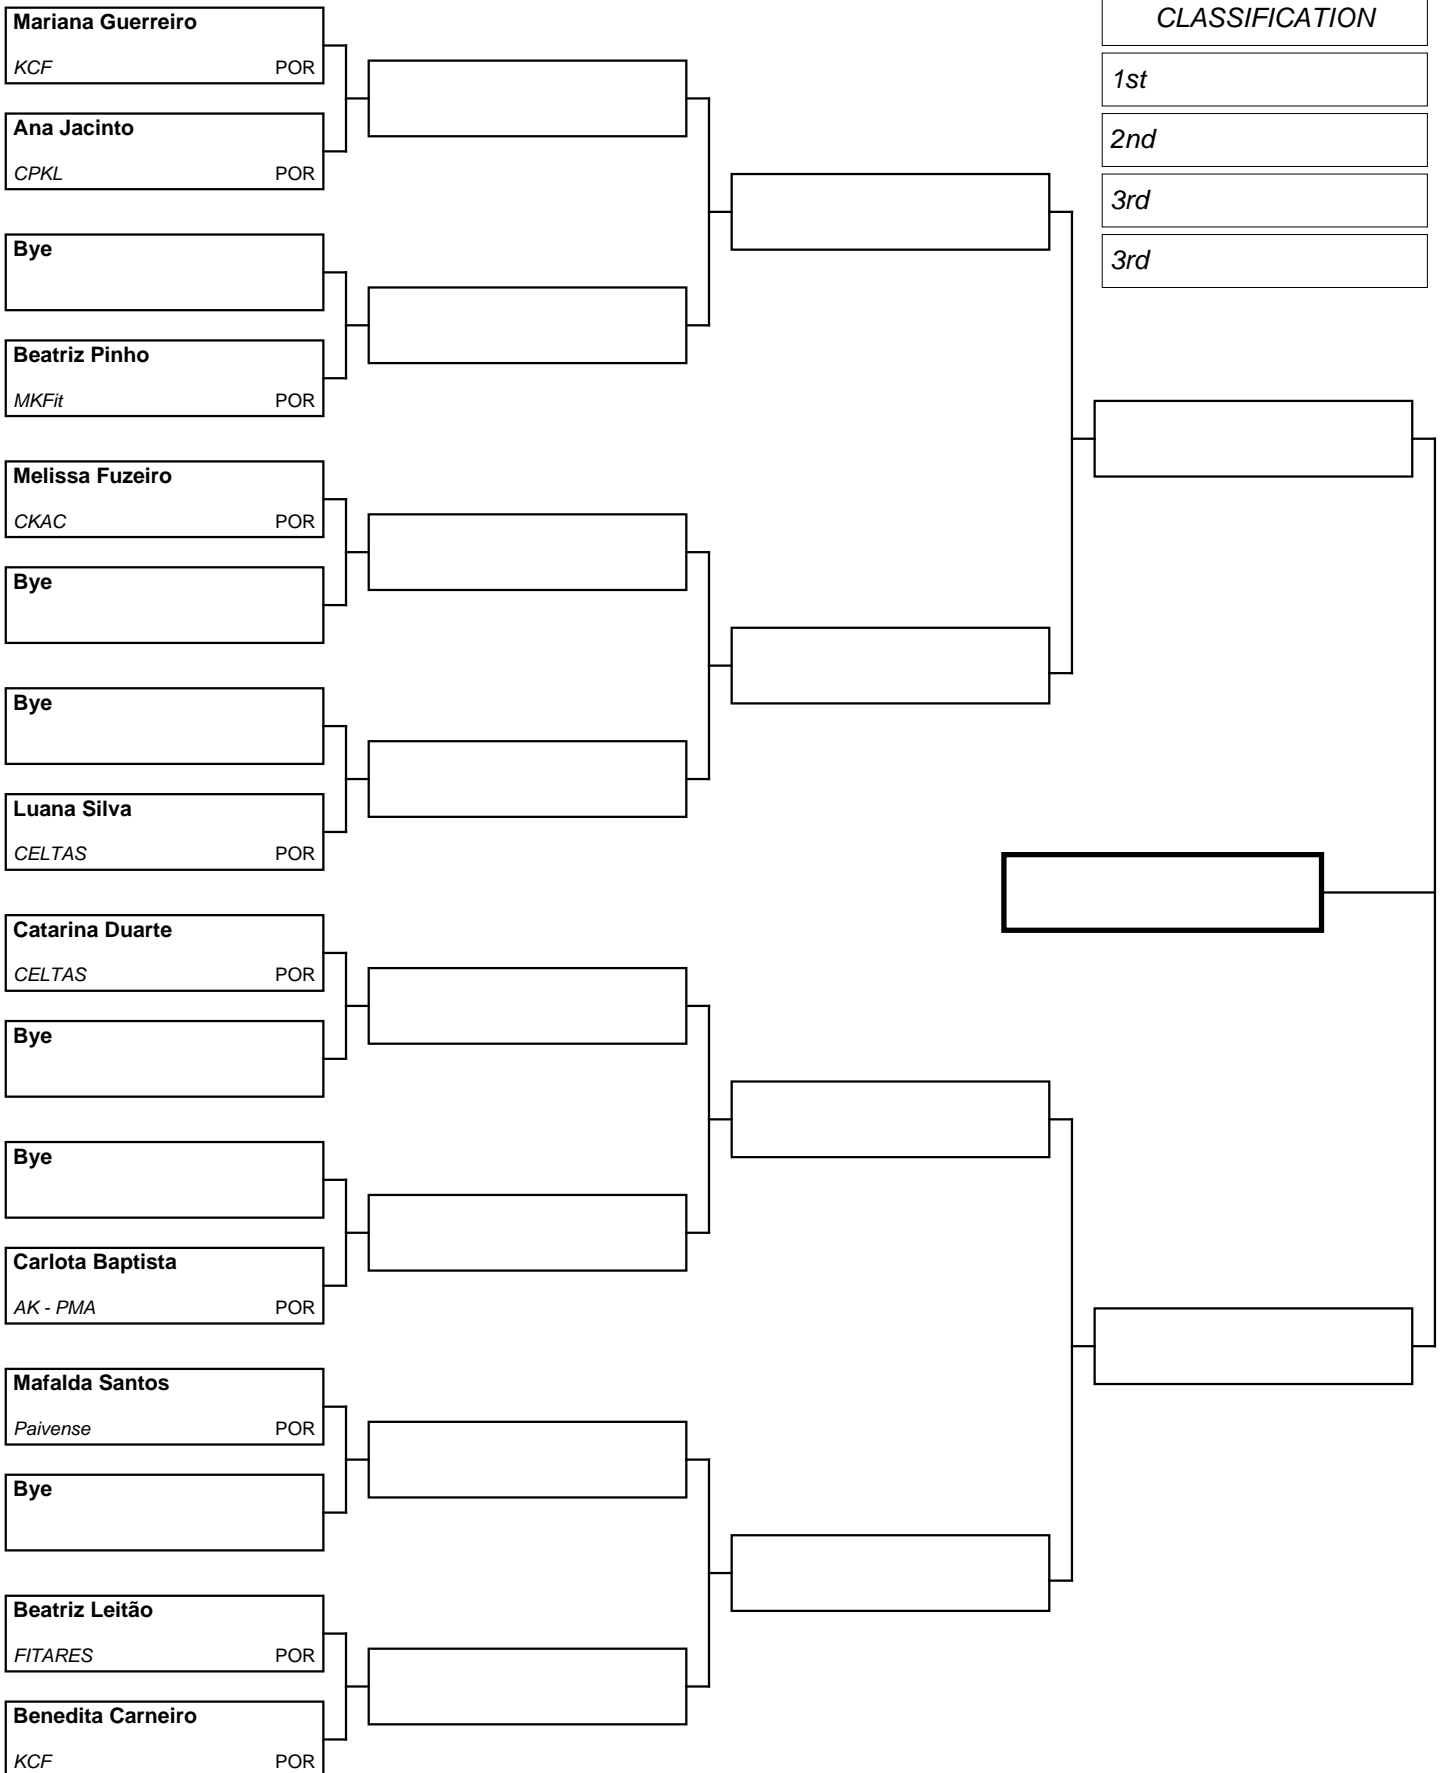 Mariana Guerreiro
KCF POR
Ana Jacinto
CPKL POR
Bye
Beatriz Pinho
MKFit POR
Melissa Fuzeiro
CKAC POR
Bye
Bye
Luana Silva
CELTAS POR
Catarina Duarte
CELTAS POR
Bye
Bye
Carlota Baptista
AK - PMA POR
Mafalda Santos
Paivense POR
Bye
Beatriz Leitão
FITARES POR
Benedita Carneiro
KCF POR
CLASSIFICATION
1st
2nd
3rd
3rd